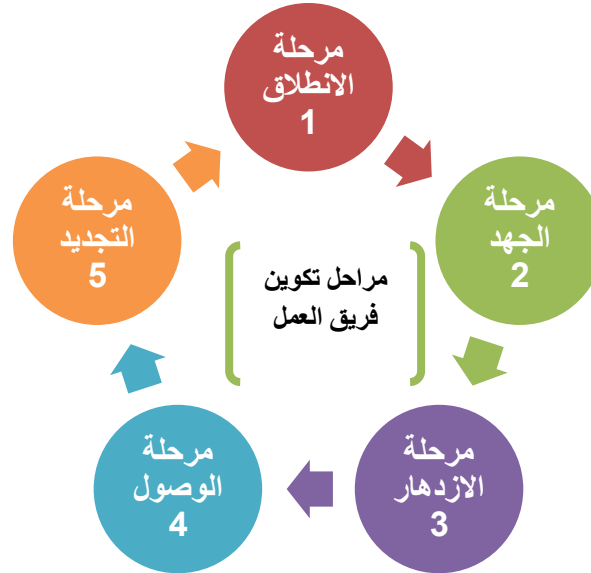 مرحلة
الانطلاق
1
مرحلة
الجهد
2
مرحلة
الازدهار
3
مرحلة
الوصول
4
مرحلة
التجديد
5
مراحل تكوين
فريق العمل